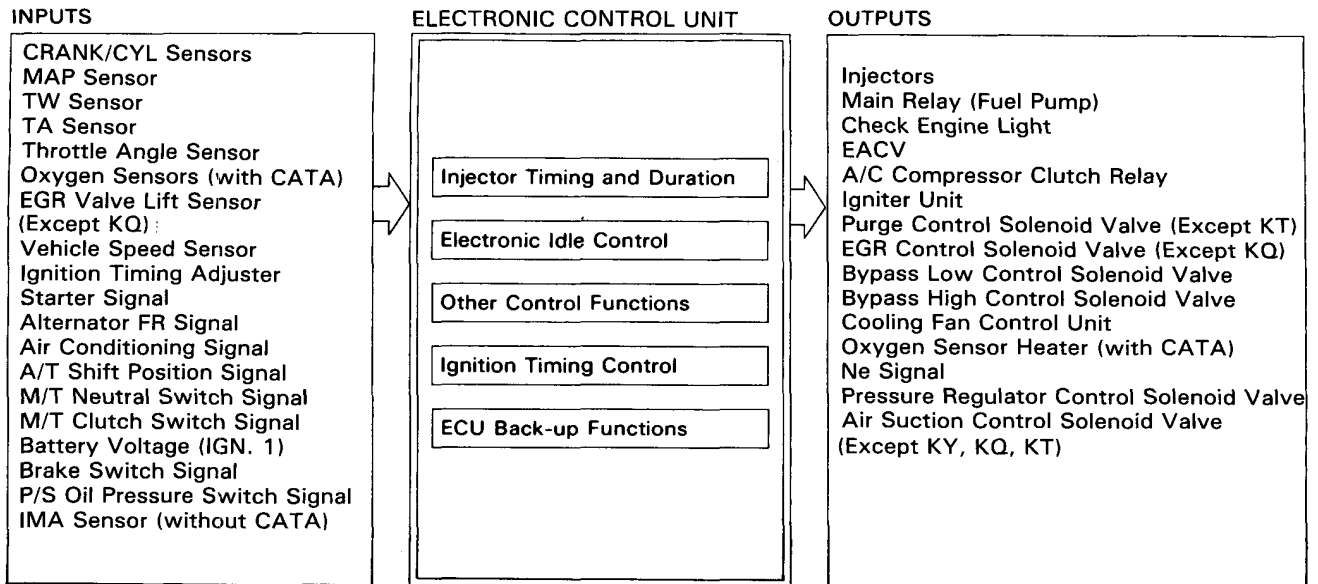 INPUTS
CRANK/CYL Sensors
MAP Sensor
TW Sensor
TA Sensor
Throttle Angle Sensor
Oxygen Sensors (with CATA)
EGR Valve Lift Sensor
(Except KQ)
Vehicle Speed Sensor
Ignition Timing Adjuster
Starter Signal
Alternator FR Signal
Air Conditioning Signal
A/T Shift Position Signal
M/T Neutral Switch Signal
M/T Clutch Switch Signal
Battery Voltage (IGN. 1)
Brake Switch Signal
P/S Oil Pressure Switch Signal
IMA Sensor (without CATA)
ELECTRONIC CONTROL UNIT
Injector Timing and Duration
Electronic Idle Control
Other Control Functions
Ignition Timing Control
ECU Back-up Functions
OUTPUTS
Injectors
Main Relay (Fuel Pump)
Check Engine Light
EACV
A/C Compressor Clutch Relay
Igniter Unit
Purge Control Solenoid Valve (Except KT)
EGR Control Solenoid Valve (Except KQ)
Bypass Low Control Solenoid Valve
Bypass High Control Solenoid Valve
Cooling Fan Control Unit
Oxygen Sensor Heater (with CATA)
Ne Signal
Pressure Regulator Control Solenoid Valve
Air Suction Control Solenoid Valve
(Except KY, KQ, KT)